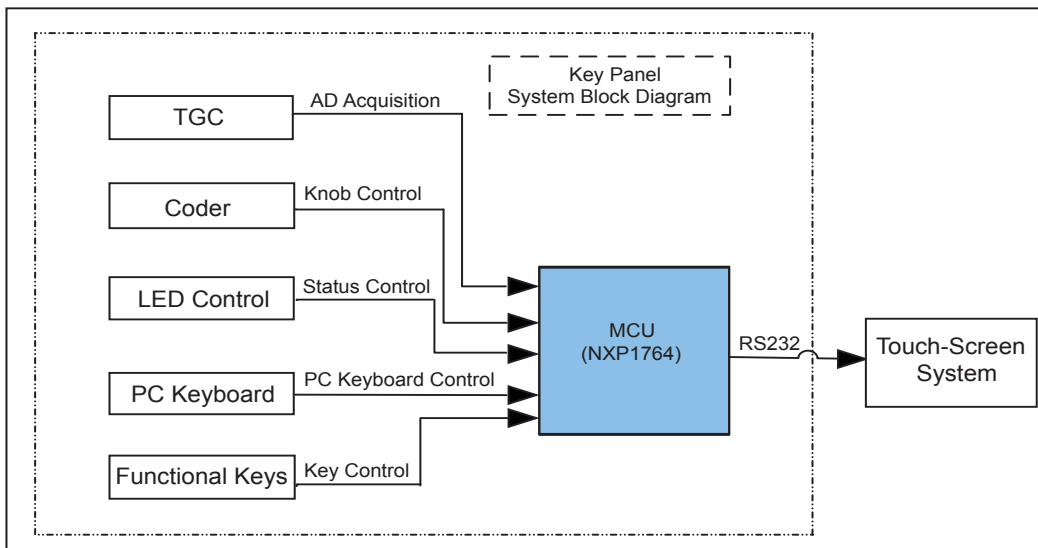 Key Panel
System Block Diagram
TGC
AD Acquisition
Coder
Knob Control
LED Control
Status Control
PC Keyboard
PC Keyboard Control
Functional Keys
Key Control
MCU
(NXP1764)
RS232
Touch-Screen
System